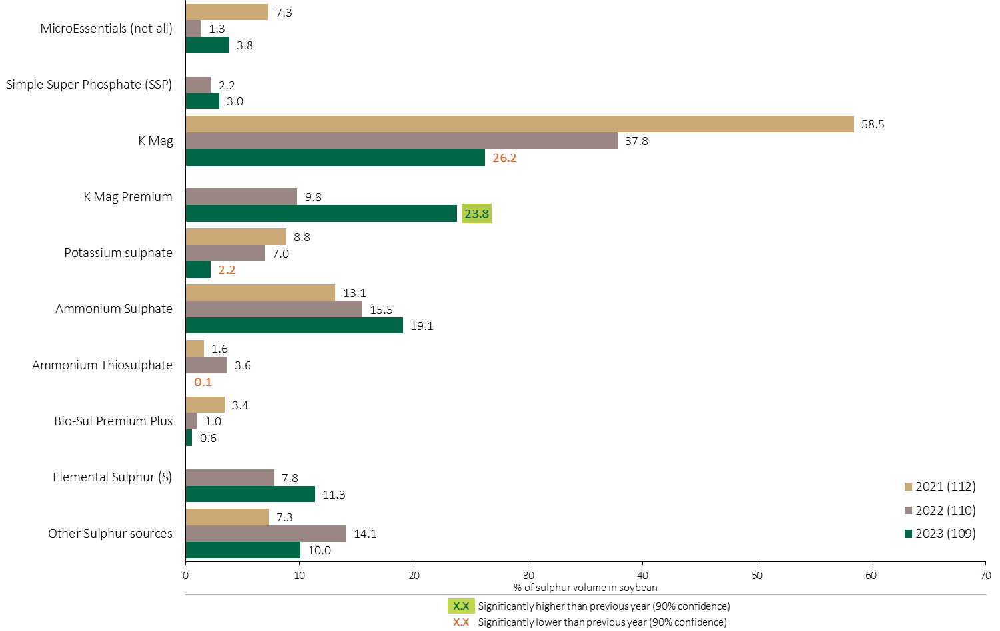 MicroEssentials (net all)
7.3
1.3
3.8
Simple Super Phosphate (SSP)
2.2
3.0
K Mag
58.5
37.8
26.2
K Mag Premium
9.8
23.8
Potassium sulphate
8.8
7.0
2.2
Ammonium Sulphate
13.1
15.5
19.1
Ammonium Thiosulphate
1.6
3.6
0.1
Bio-Sul Premium Plus
3.4
1.0
0.6
Elemental Sulphur (S)
7.8
11.3
Other Sulphur sources
7.3
14.1
10.0
2021 (112)
2022 (110)
2023 (109)
0 10 20 30 40 50 60 70
% of sulphur volume in soybean
X.X Significantly higher than previous year (90% confidence)
X.X Significantly lower than previous year (90% confidence)